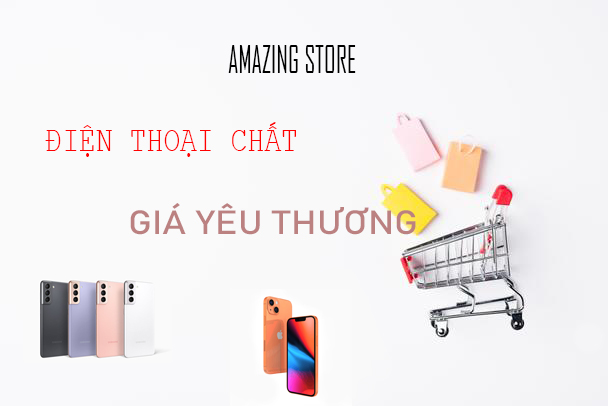 AMAZING STORE
ĐIỆN THOẠI CHẤT
GIÁ YÊU THƯƠNG